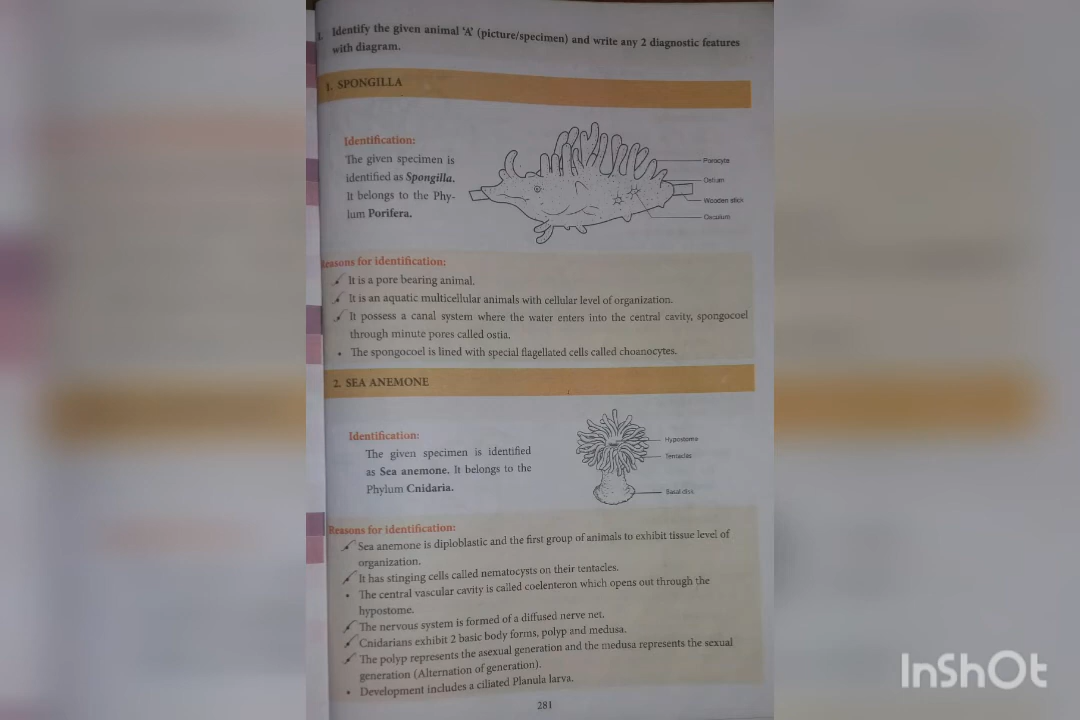 I. Identify the given animal 'A' (picture/specimen) and write any 2 diagnostic features
with diagram.
1. SPONGILLA
Identification:
The given specimen is
identified as Spongilla.
It belongs to the Phy-
lum Porifera.
Porocyte
Ostium
Wooden stick
Osculum
Reasons for identification:
It is a pore bearing animal.
It is an aquatic multicellular animals with cellular level of organization.
It possess a canal system where the water enters into the central cavity, spongocoel
through minute pores called ostia.
• The spongocoel is lined with special flagellated cells called choanocytes.
2. SEA ANEMONE
Identification:
The given specimen is identified
as Sea anemone. It belongs to the
Phylum Cnidaria.
Hypostome
Tentacles
Basal disc
Reasons for identification:
Sea anemone is diploblastic and the first group of animals to exhibit tissue level of
organization.
It has stinging cells called nematocysts on their tentacles.
• The central vascular cavity is called coelenteron which opens out through the
hypostome.
The nervous system is formed of a diffused nerve net.
Cnidarians exhibit 2 basic body forms, polyp and medusa.
The polyp represents the asexual generation and the medusa represents the sexual
generation (Alternation of generation).
• Development includes a ciliated Planula larva.
281
InShOt